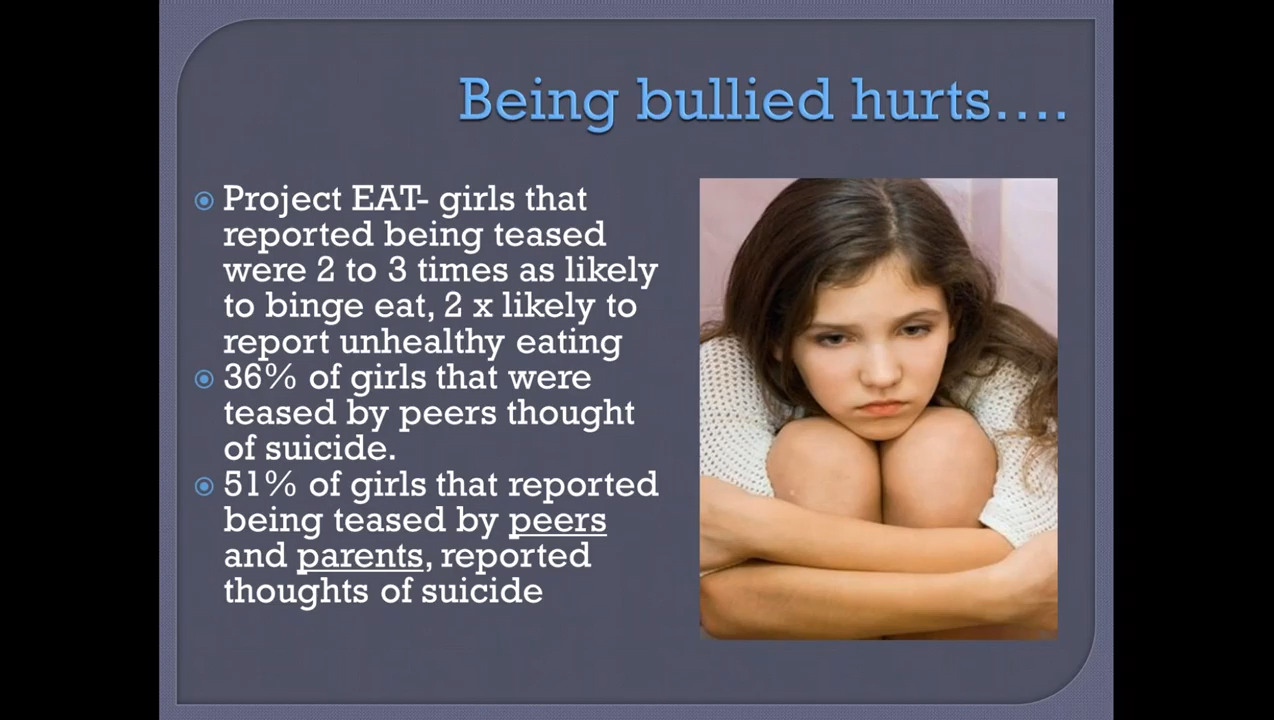 Being bullied hurts....
Project EAT- girls that
reported being teased
were 2 to 3 times as likely
to binge eat, 2 x likely to
report unhealthy eating
36% of girls that were
teased by peers thought
of suicide.
51% of girls that reported
being teased by peers
and parents, reported
thoughts of suicide